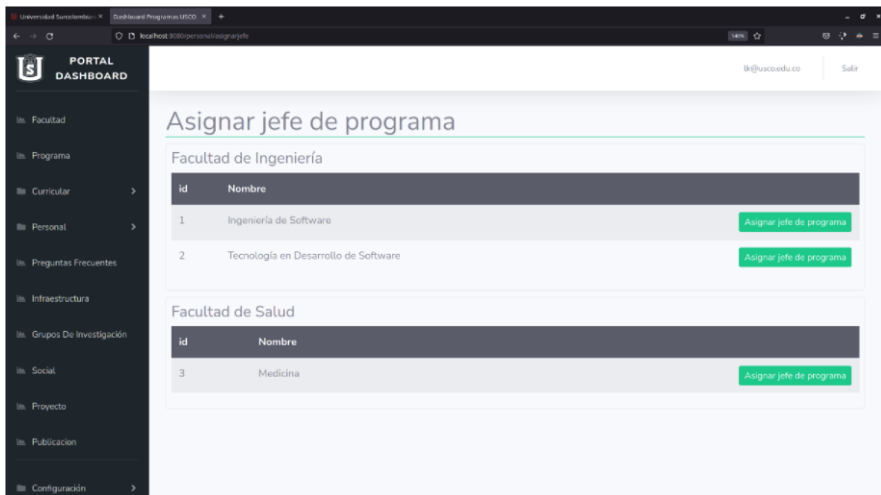 Dashboard Programas USCO
localhost:8080/personal/asignarjefe
PORTAL
DASHBOARD
lk@usco.edu.co
Salir
Facultad
Programa
Curricular
Personal
Preguntas Frecuentes
Infraestructura
Grupos De Investigación
Social
Proyecto
Publicacion
Configuración
Asignar jefe de programa
Facultad de Ingeniería
id Nombre
1 Ingeniería de Software Asignar jefe de programa
2 Tecnología en Desarrollo de Software Asignar jefe de programa
Facultad de Salud
id Nombre
3 Medicina Asignar jefe de programa